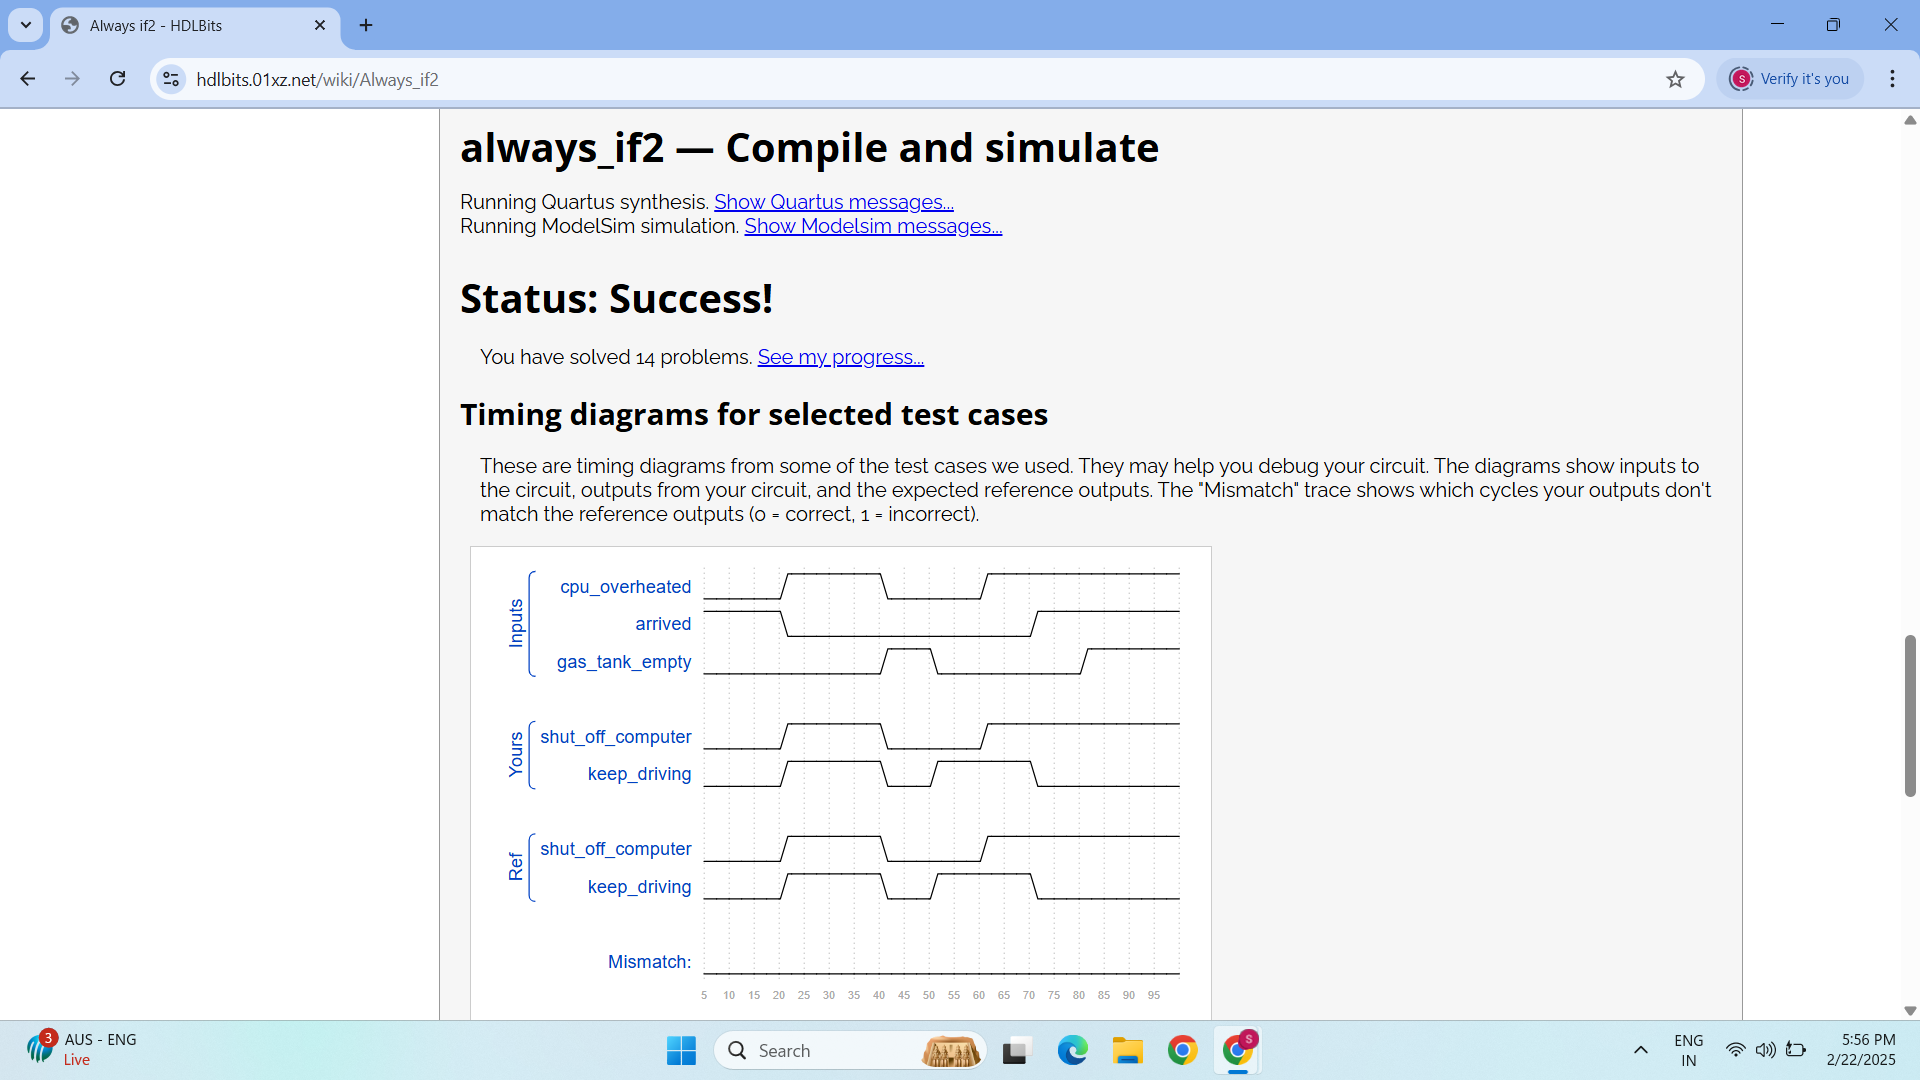 Always if2 - HDLBits
hdlbits.01xz.net/wiki/Always_if2
S Verify it's you
always_if2 — Compile and simulate
Running Quartus synthesis. Show Quartus messages...
Running ModelSim simulation. Show Modelsim messages...
Status: Success!
You have solved 14 problems. See my progress...
Timing diagrams for selected test cases
These are timing diagrams from some of the test cases we used. They may help you debug your circuit. The diagrams show inputs to
the circuit, outputs from your circuit, and the expected reference outputs. The "Mismatch" trace shows which cycles your outputs don't
match the reference outputs (0 = correct, 1 = incorrect).
Inputs
cpu_overheated
arrived
gas_tank_empty
Yours
shut_off_computer
keep_driving
Ref
shut_off_computer
keep_driving
Mismatch:
5 10 15 20 25 30 35 40 45 50 55 60 65 70 75 80 85 90 95
3
AUS - ENG
Live
Search
S
ENG
IN
5:56 PM
2/22/2025